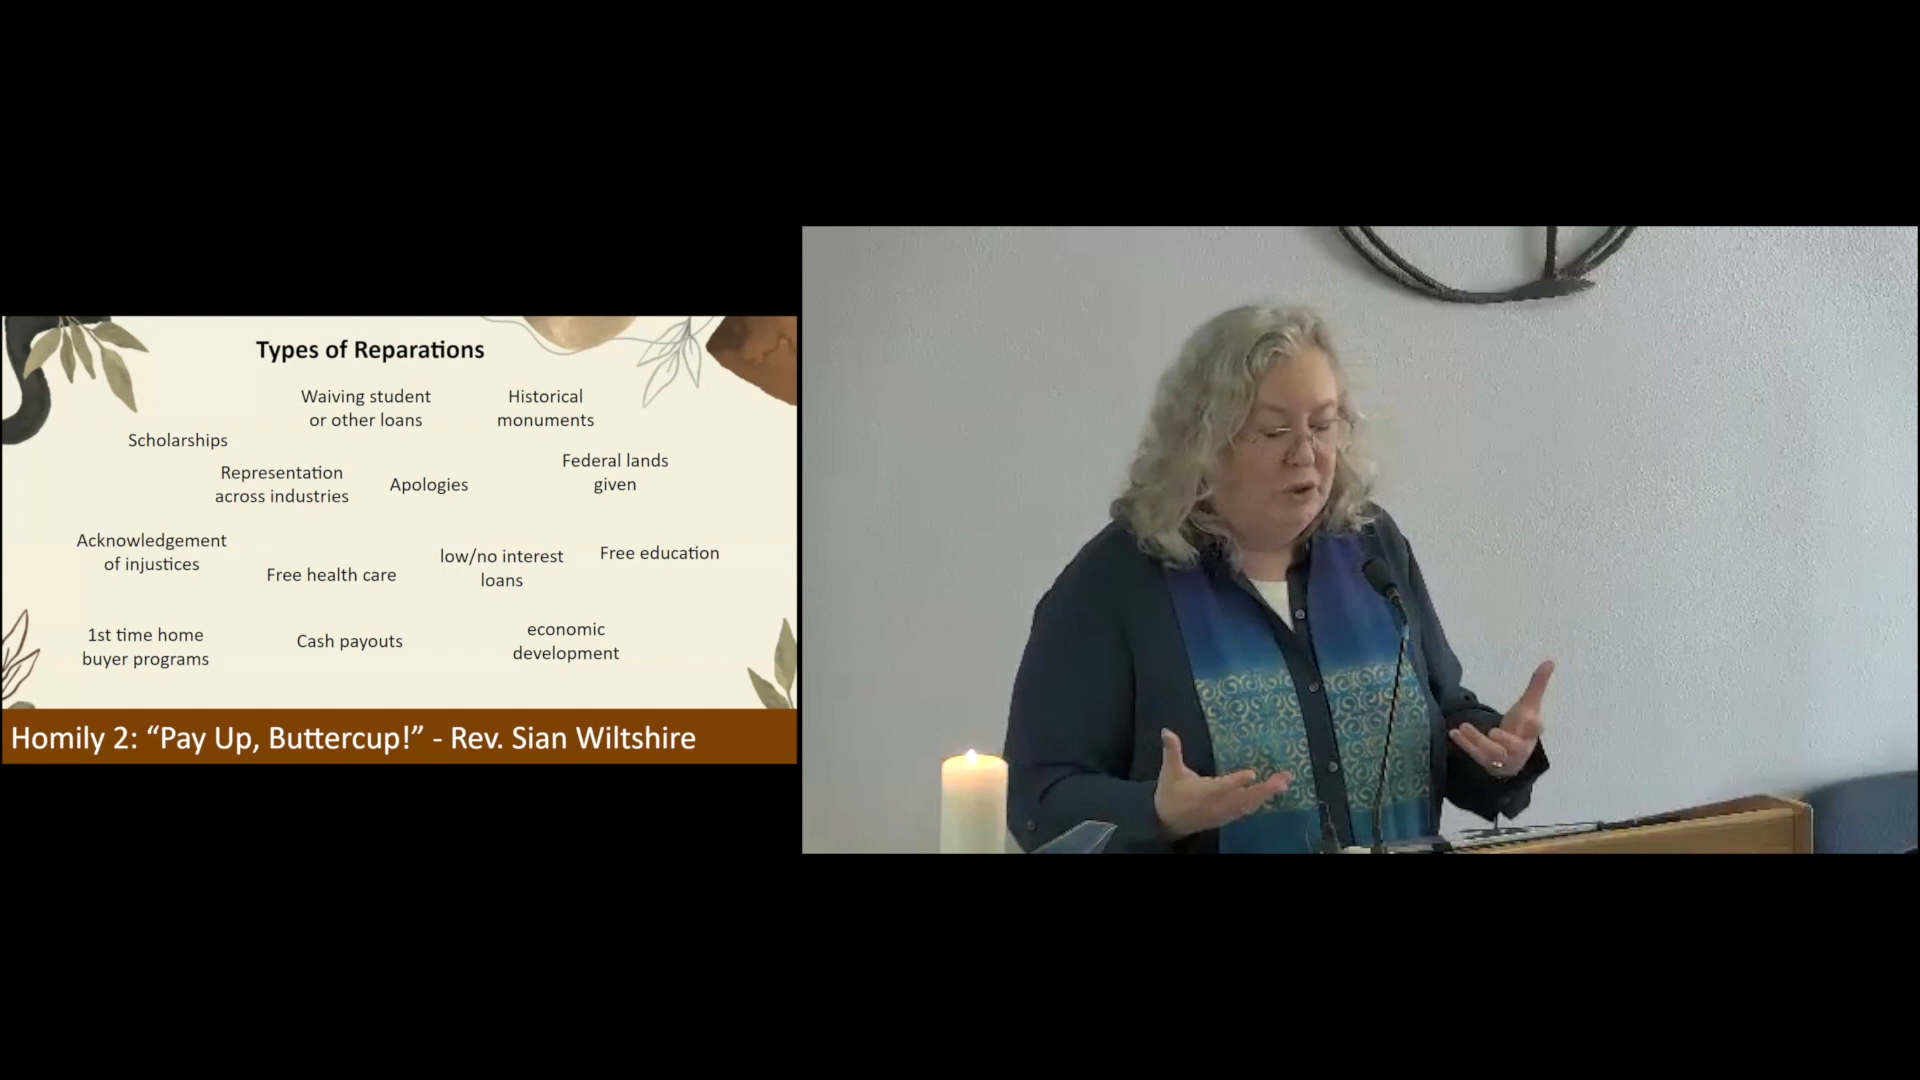 Types of Reparations
Waiving student
or other loans
Historical
monuments
Scholarships
Representation
across industries
Apologies
Federal lands
given
Acknowledgement
of injustices
Free health care
low/no interest
loans
Free education
1st time home
buyer programs
Cash payouts
economic
development
Homily 2: “Pay Up, Buttercup!” - Rev. Sian Wiltshire